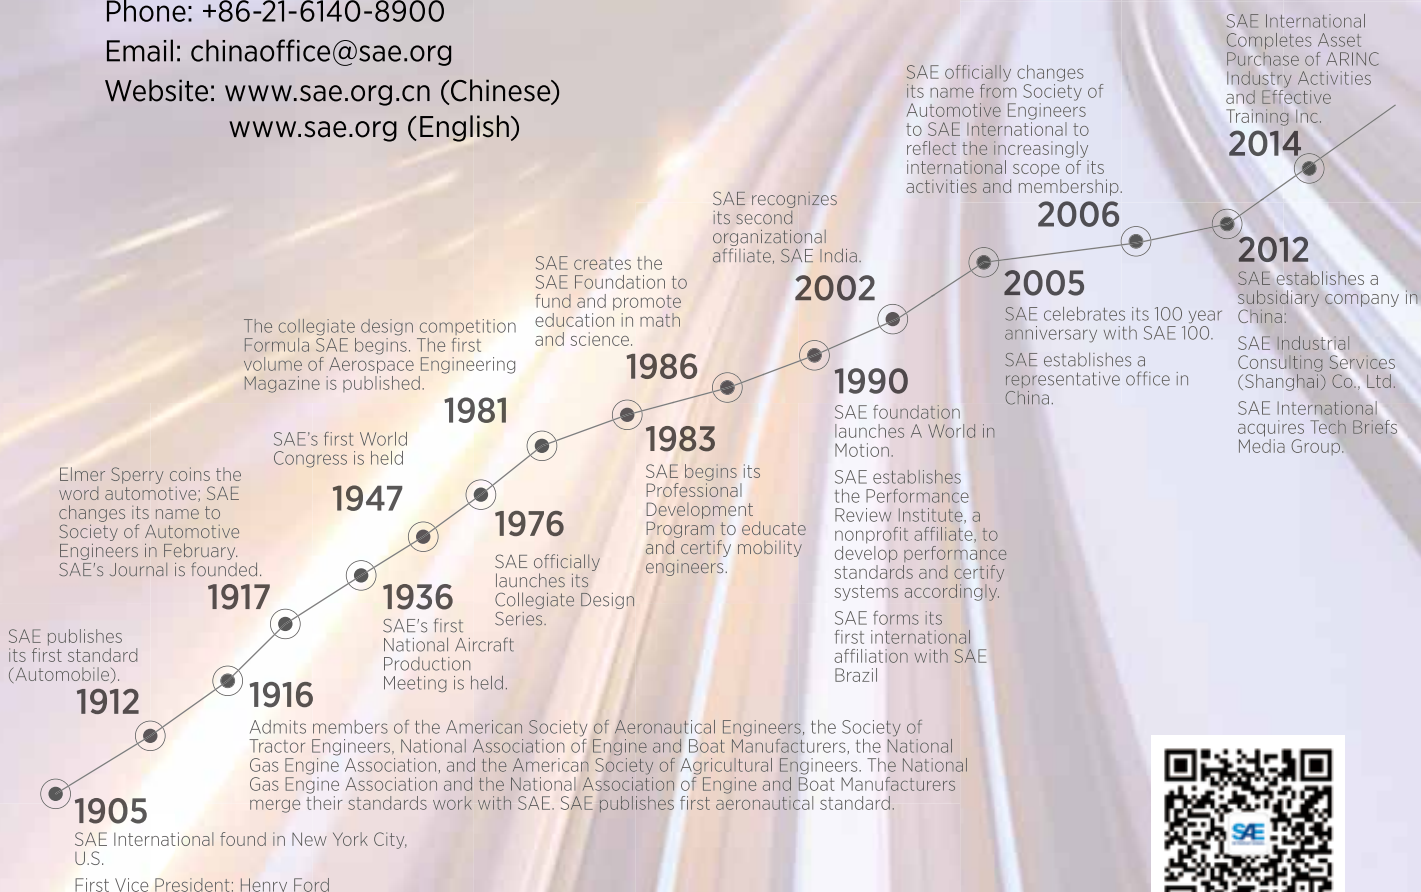 Phone: +86-21-6140-8900
Email: chinaoffice@sae.org
Website: www.sae.org.cn (Chinese)
www.sae.org (English)
SAE International
Completes Asset
Purchase of ARINC
Industry Activities
and Effective
Training Inc.
2014
SAE officially changes
its name from Society of
Automotive Engineers
to SAE International to
reflect the increasingly
international scope of its
activities and membership.
2006
2012
SAE establishes a
subsidiary company in
China:
SAE Industrial
Consulting Services
(Shanghai) Co., Ltd.
SAE International
acquires Tech Briefs
Media Group.
SAE recognizes
its second
organizational
affiliate, SAE India.
2002
2005
SAE celebrates its 100 year
anniversary with SAE 100.
SAE establishes a
representative office in
China.
SAE creates the
SAE Foundation to
fund and promote
education in math
and science.
1986
1990
SAE foundation
launches A World in
Motion.
SAE establishes
the Performance
Review Institute, a
nonprofit affiliate, to
develop performance
standards and certify
systems accordingly.
SAE forms its
first international
affiliation with SAE
Brazil
The collegiate design competition
Formula SAE begins. The first
volume of Aerospace Engineering
Magazine is published.
1981
1983
SAE begins its
Professional
Development
Program to educate
and certify mobility
engineers.
SAE's first World
Congress is held
1947
1976
SAE officially
launches its
Collegiate Design
Series.
Elmer Sperry coins the
word automotive; SAE
changes its name to
Society of Automotive
Engineers in February.
SAE's Journal is founded.
1917
1936
SAE's first
National Aircraft
Production
Meeting is held.
SAE publishes
its first standard
(Automobile).
1912
1916
Admits members of the American Society of Aeronautical Engineers, the Society of
Tractor Engineers, National Association of Engine and Boat Manufacturers, the National
Gas Engine Association, and the American Society of Agricultural Engineers. The National
Gas Engine Association and the National Association of Engine and Boat Manufacturers
merge their standards work with SAE. SAE publishes first aeronautical standard.
1905
SAE International found in New York City,
U.S.
First Vice President: Henry Ford
SAE